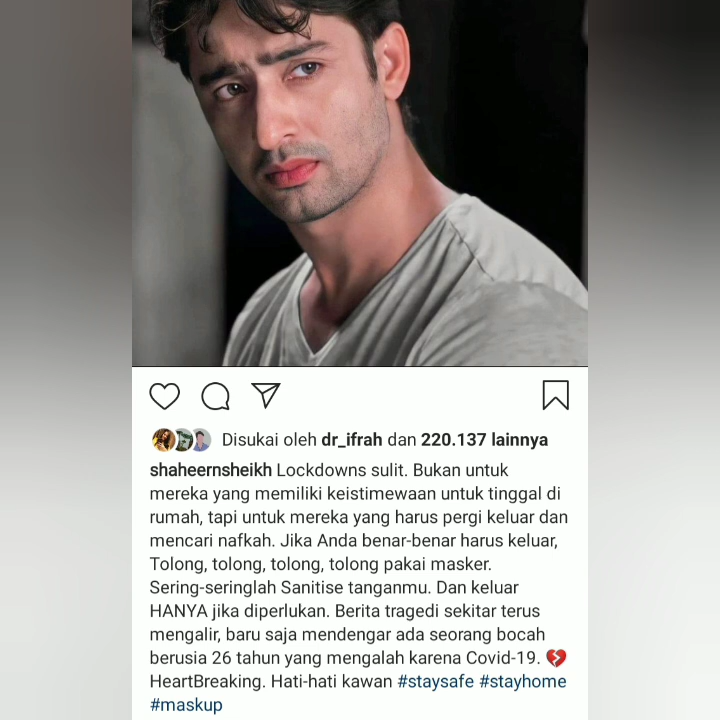 Disukai oleh dr_ifrah dan 220.137 lainnya
shaheernsheikh Lockdowns sulit. Bukan untuk
mereka yang memiliki keistimewaan untuk tinggal di
rumah, tapi untuk mereka yang harus pergi keluar dan
mencari nafkah. Jika Anda benar-benar harus keluar,
Tolong, tolong, tolong, tolong pakai masker.
Sering-seringlah Sanitise tanganmu. Dan keluar
HANYA jika diperlukan. Berita tragedi sekitar terus
mengalir, baru saja mendengar ada seorang bocah
berusia 26 tahun yang mengalah karena Covid-19. 💔
HeartBreaking. Hati-hati kawan #staysafe #stayhome
#maskup